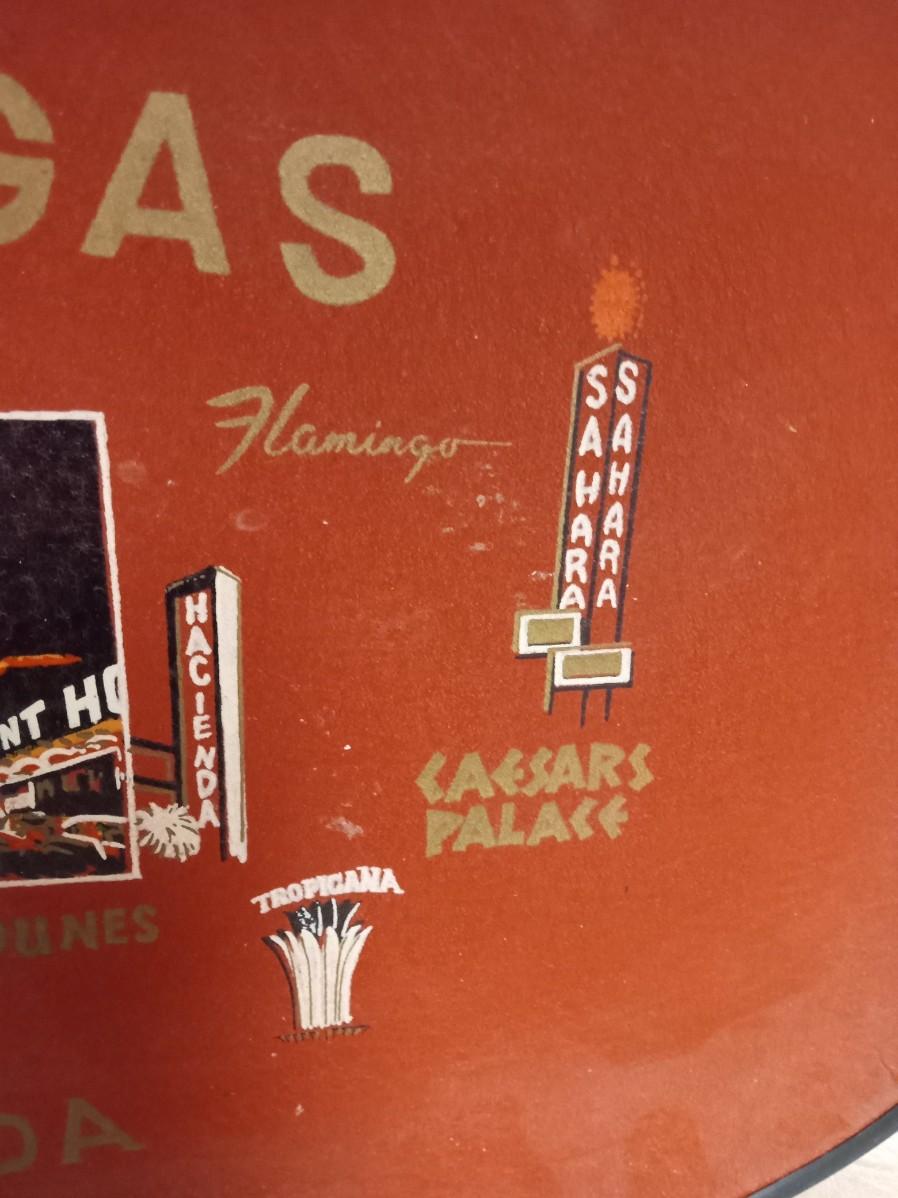 GAS
Flamingo
SAHARA
SAHARA
HACIENDA
NT HO
CAESARS
PALACE
TROPICANA
DUNES
DA